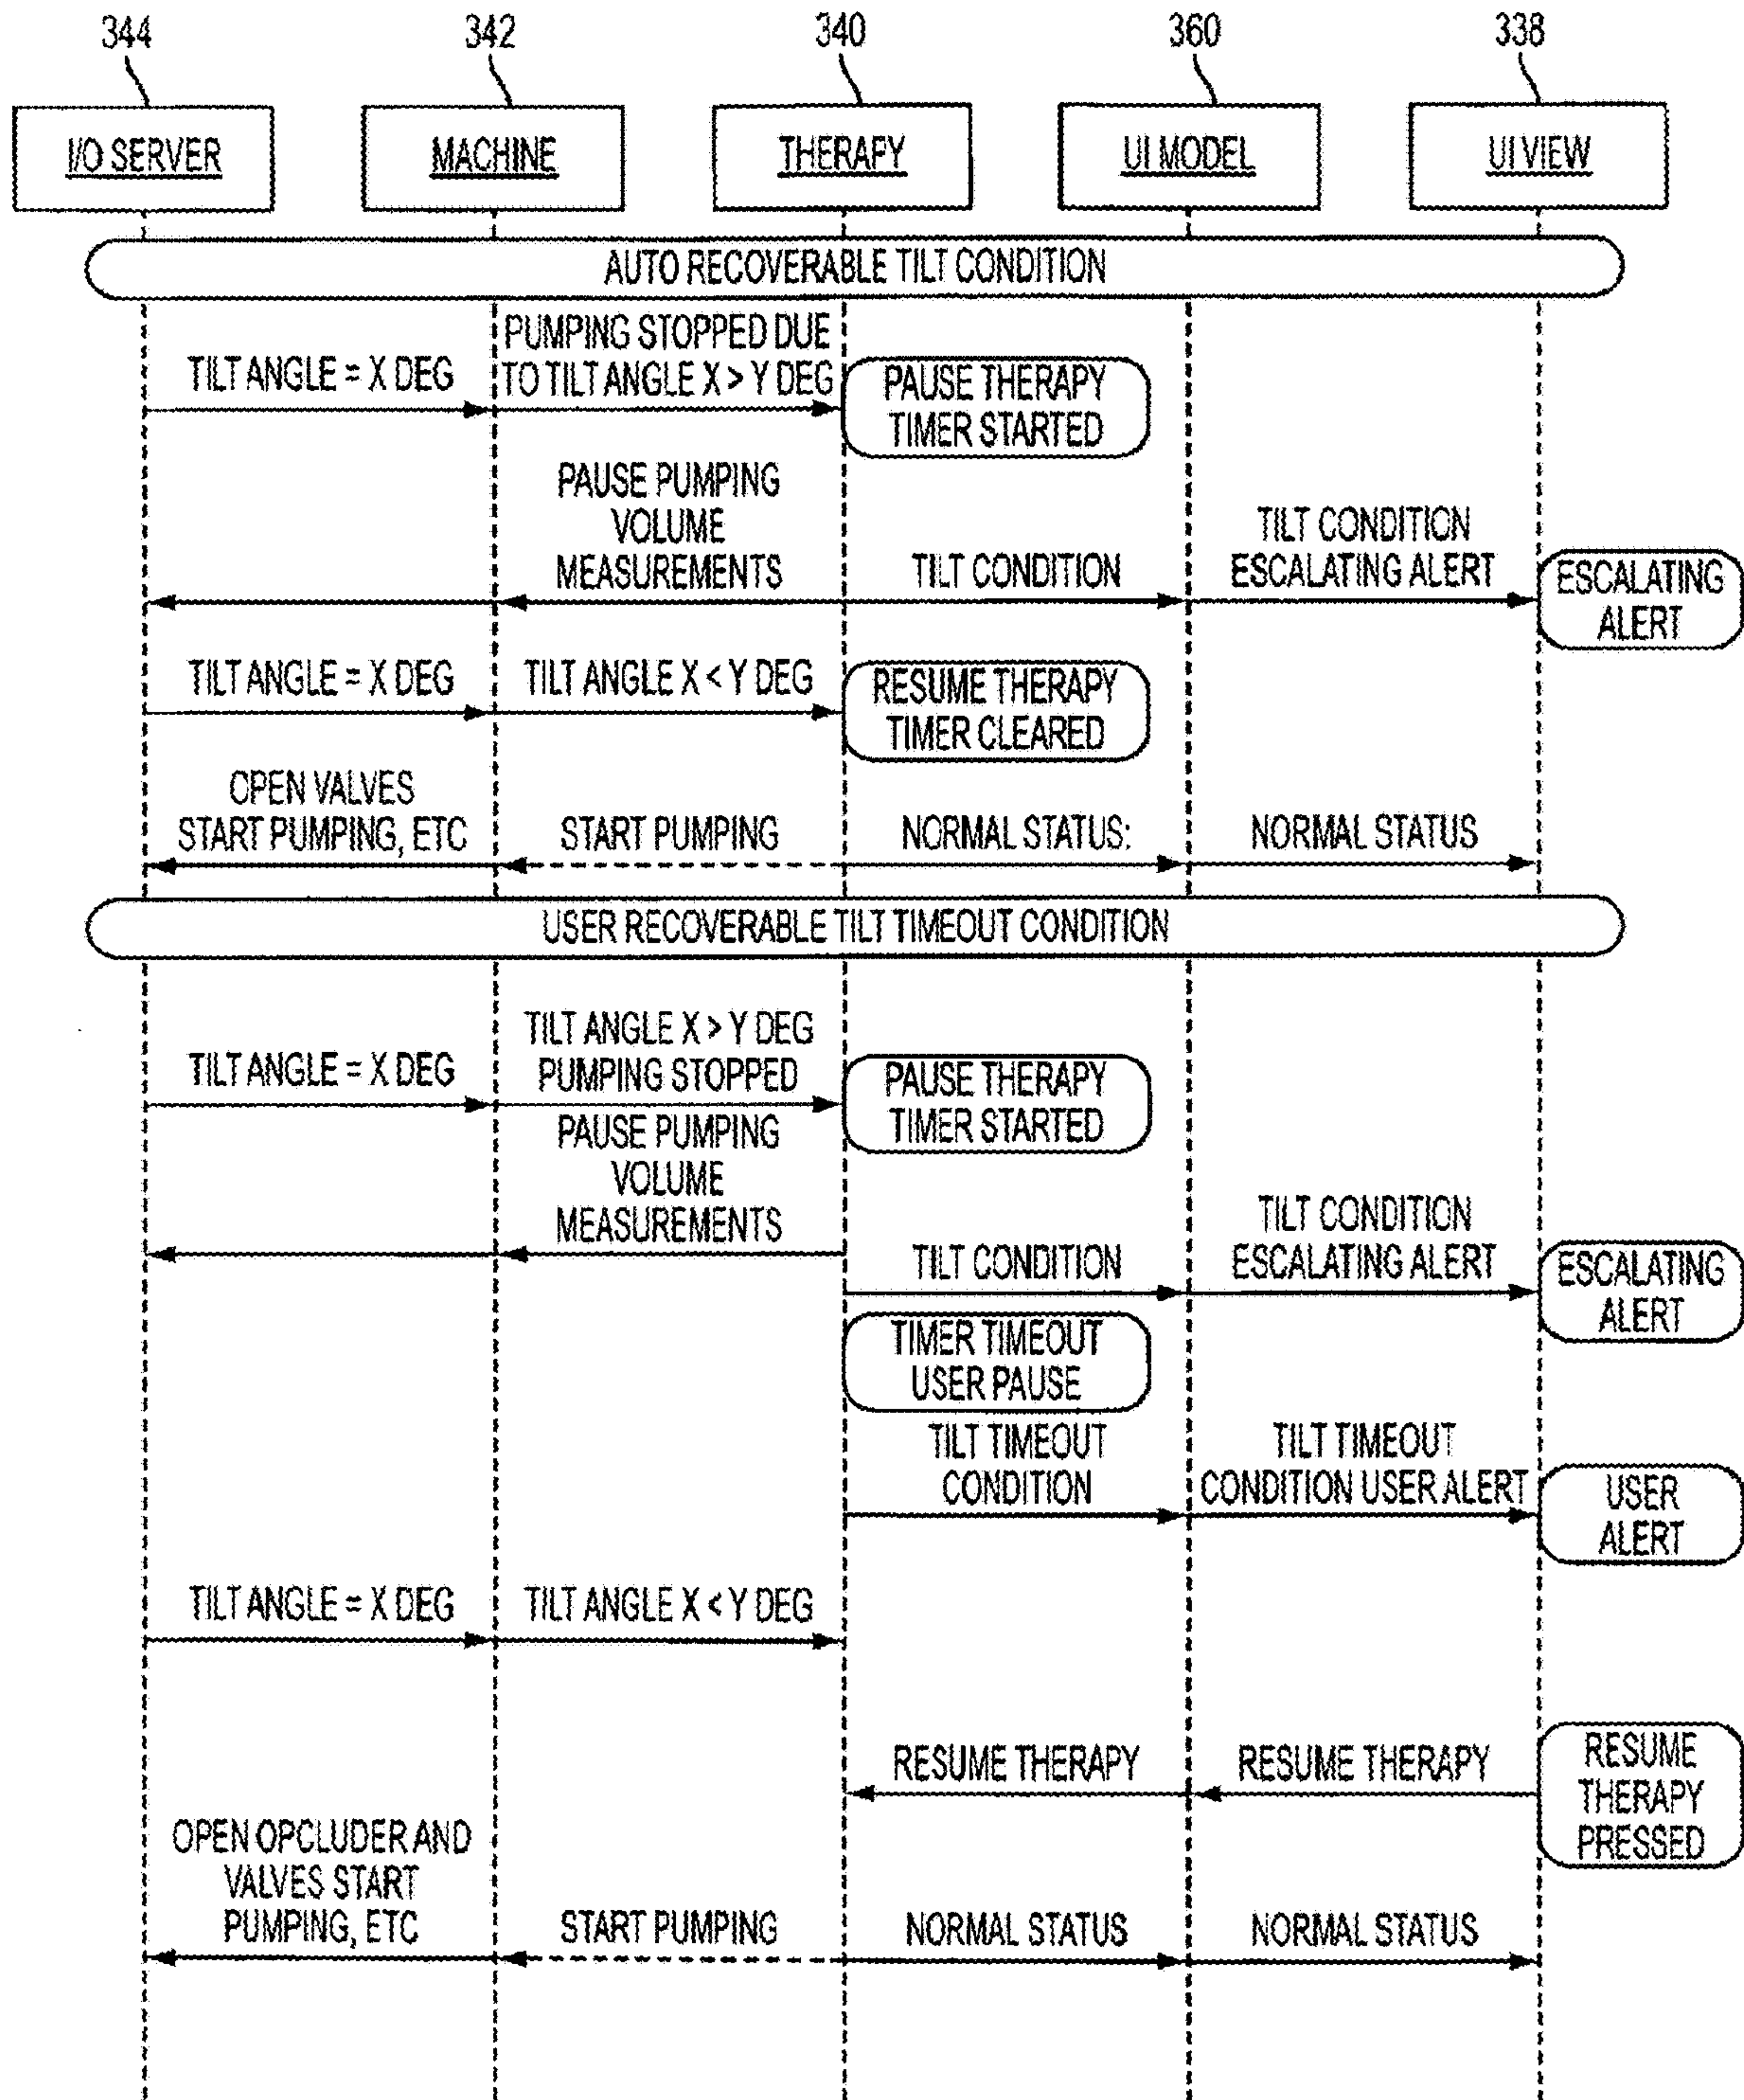 344
342
340
360
338
I/O SERVER
MACHINE
THERAPY
UI MODEL
UI VIEW
AUTO RECOVERABLE TILT CONDITION
TILT ANGLE = X DEG
PUMPING STOPPED DUE
TO TILT ANGLE X > Y DEG
PAUSE THERAPY
TIMER STARTED
PAUSE PUMPING
VOLUME
MEASUREMENTS
TILT CONDITION
TILT CONDITION
ESCALATING ALERT
ESCALATING
ALERT
TILT ANGLE = X DEG
TILT ANGLE X < Y DEG
RESUME THERAPY
TIMER CLEARED
OPEN VALVES
START PUMPING, ETC
START PUMPING
NORMAL STATUS:
NORMAL STATUS
USER RECOVERABLE TILT TIMEOUT CONDITION
TILT ANGLE = X DEG
TILT ANGLE X > Y DEG
PUMPING STOPPED
PAUSE THERAPY
TIMER STARTED
PAUSE PUMPING
VOLUME
MEASUREMENTS
TILT CONDITION
TILT CONDITION
ESCALATING ALERT
ESCALATING
ALERT
TIMER TIMEOUT
USER PAUSE
TILT TIMEOUT
CONDITION
TILT TIMEOUT
CONDITION USER ALERT
USER
ALERT
TILT ANGLE = X DEG
TILT ANGLE X < Y DEG
RESUME THERAPY
RESUME THERAPY
RESUME
THERAPY
PRESSED
OPEN OPCLUDER AND
VALVES START
PUMPING, ETC
START PUMPING
NORMAL STATUS
NORMAL STATUS